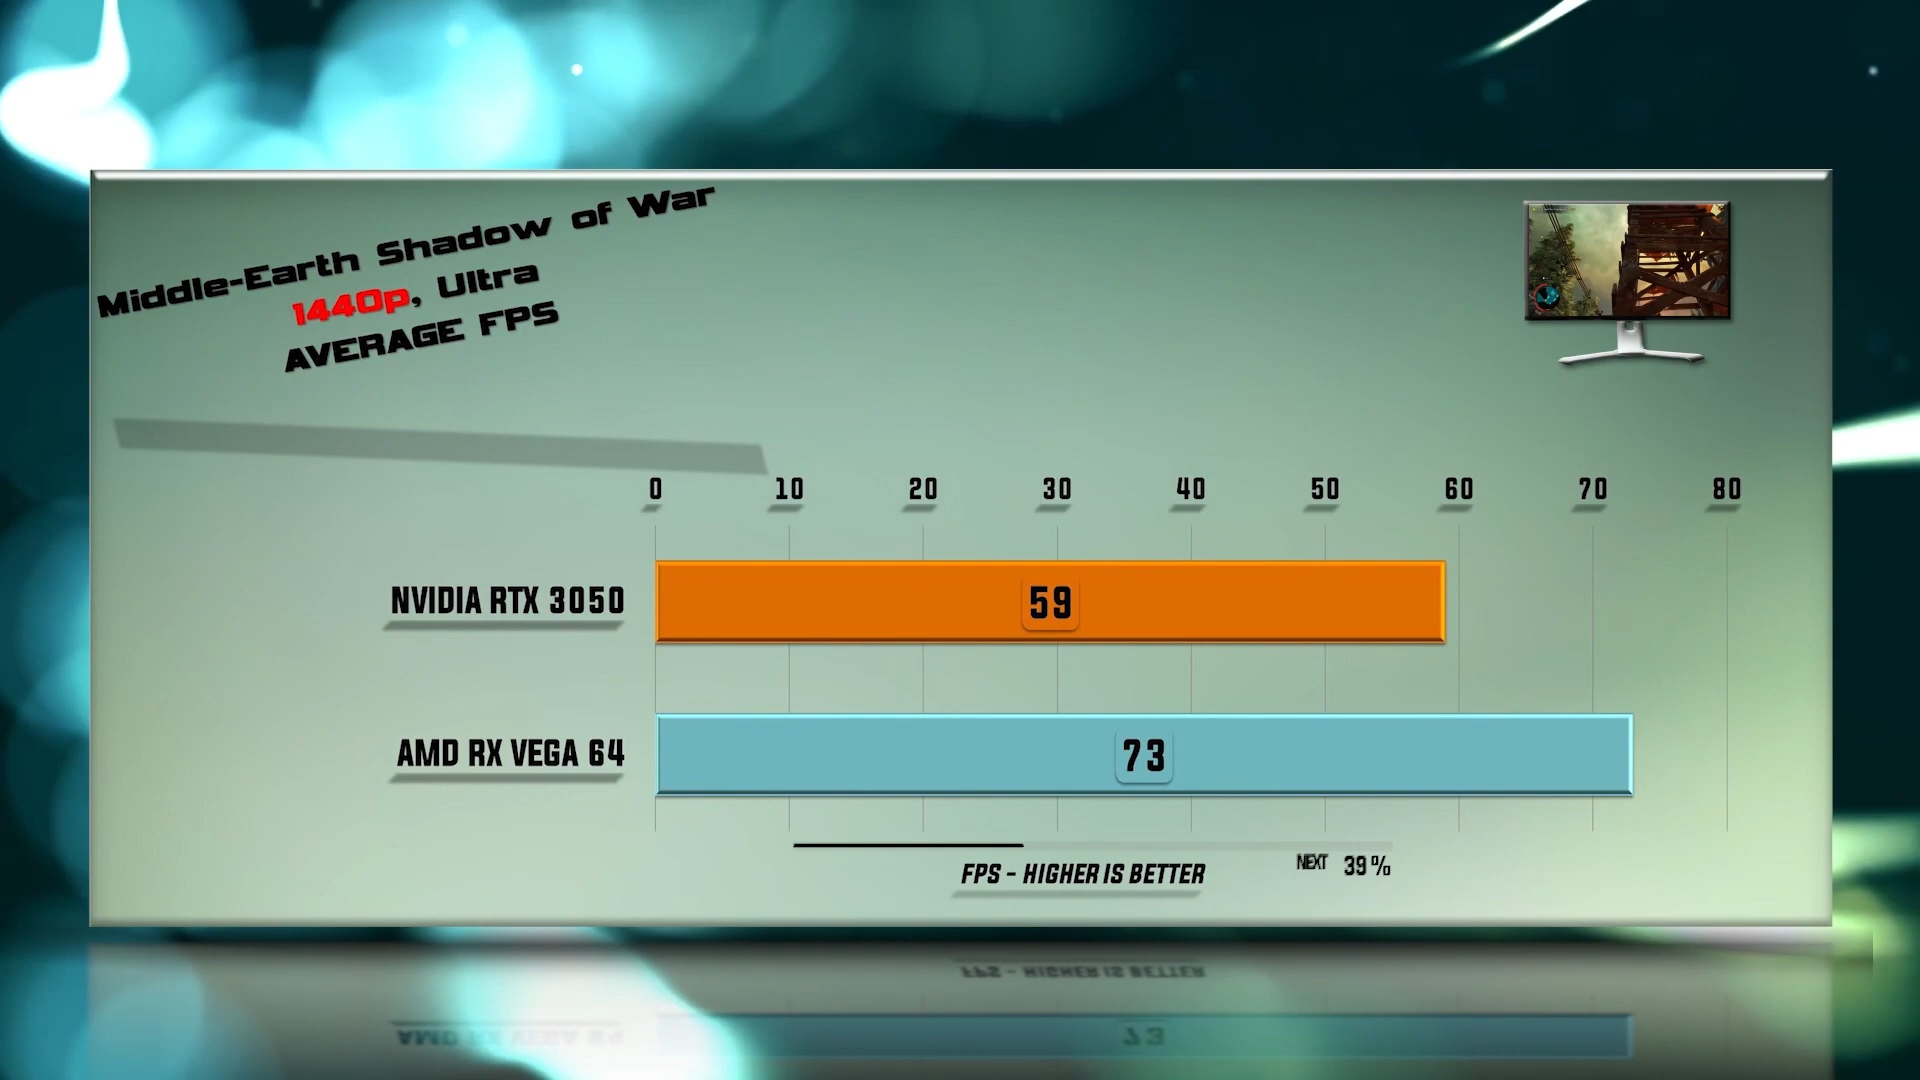 Middle-Earth Shadow of War
1440p, Ultra
AVERAGE FPS
0 10 20 30 40 50 60 70 80
NVIDIA RTX 3050 59
AMD RX VEGA 64 73
FPS - HIGHER IS BETTER
NEXT 39%